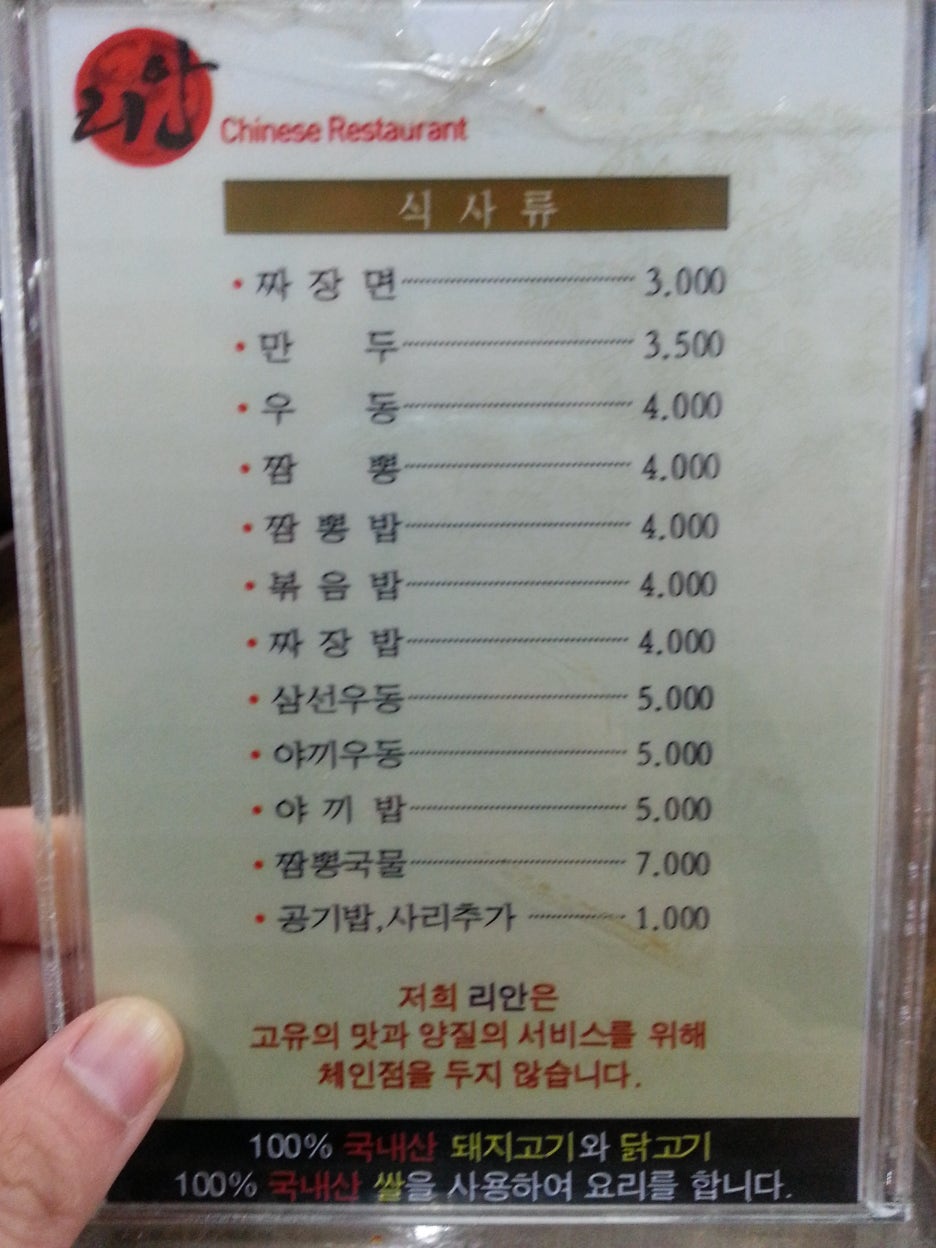 리안
Chinese Restaurant
식사류
• 짜장면 3,000
• 만두 3,500
• 우동 4,000
• 짬뽕 4,000
• 짬뽕밥 4,000
• 볶음밥 4,000
• 짜장밥 4,000
• 삼선우동 5,000
• 야끼우동 5,000
• 야끼밥 5,000
• 짬뽕국물 7,000
• 공기밥,사리추가 1,000
저희 리안은
고유의 맛과 양질의 서비스를 위해
체인점을 두지 않습니다.
100% 국내산 돼지고기와 닭고기
100% 국내산 쌀을 사용하여 요리를 합니다.